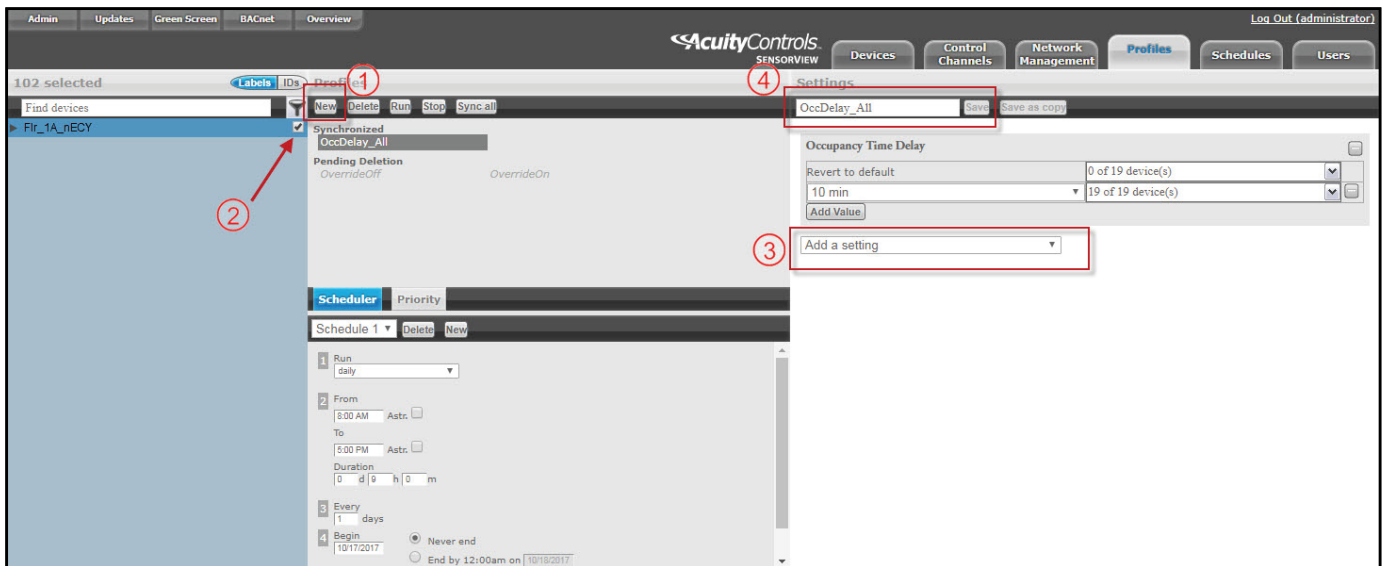 Admin Updates Green Screen BACnet Overview Log Out (administrator)
AcuityControls.
SENSORVIEW
Devices Control Channels Network Management Profiles Schedules Users
102 selected Labels IDs Profiles 1 4 Settings
Find devices New Delete Run Stop Sync all OccDelay_All Save Save as copy
Flr_1A_nECY
Synchronized
OccDelay_All
Pending Deletion
OverrideOff OverrideOn
2
Occupancy Time Delay
Revert to default 0 of 19 device(s)
10 min 19 of 19 device(s)
Add Value
3 Add a setting
Scheduler Priority
Schedule 1 Delete New
1 Run
daily
2 From
8:00 AM Astr.
To
5:00 PM Astr.
Duration
0 d 9 h 0 m
3 Every
1 days
4 Begin
10/17/2017
Never end
End by 12:00am on 10/18/2017